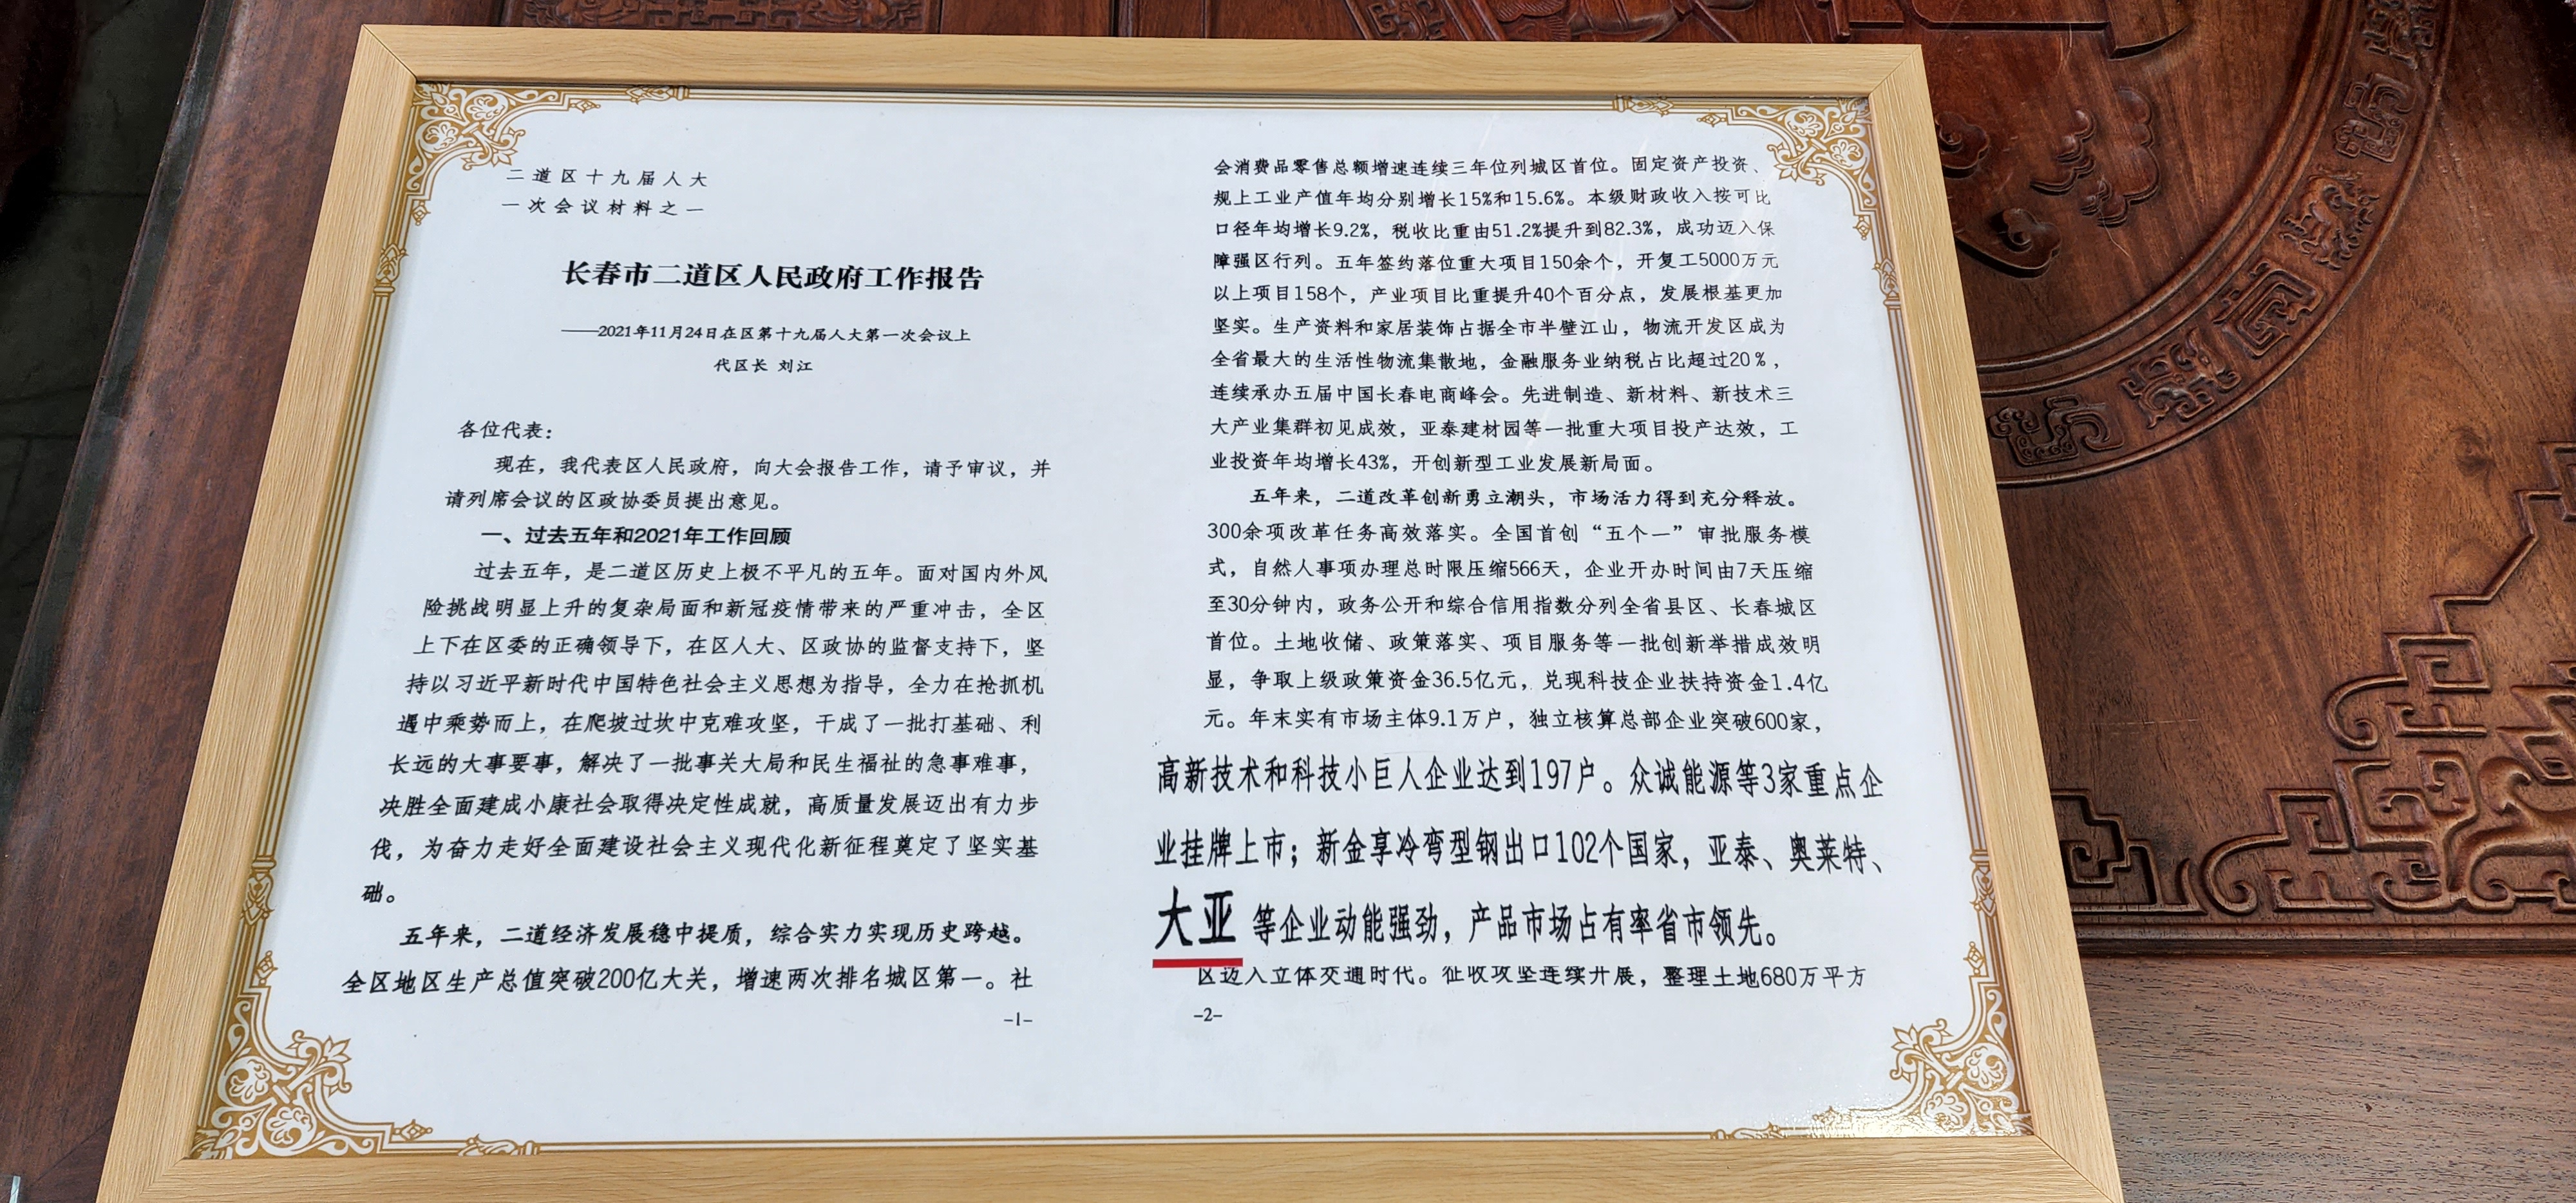 二道区十九届人大
一次会议材料之一
长春市二道区人民政府工作报告
——2021年11月24日在区第十九届人大第一次会议上
代区长 刘江
各位代表：
现在，我代表区人民政府，向大会报告工作，请予审议，并
请列席会议的区政协委员提出意见。
一、过去五年和2021年工作回顾
过去五年，是二道区历史上极不平凡的五年。面对国内外风
险挑战明显上升的复杂局面和新冠疫情带来的严重冲击，全区
上下在区委的正确领导下，在区人大、区政协的监督支持下，坚
持以习近平新时代中国特色社会主义思想为指导，全力在抢抓机
遇中乘势而上，在爬坡过坎中克难攻坚，干成了一批打基础、利
长远的大事要事，解决了一批事关大局和民生福祉的急事难事，
决胜全面建成小康社会取得决定性成就，高质量发展迈出有力步
伐，为奋力走好全面建设社会主义现代化新征程奠定了坚实基
础。
五年来，二道经济发展稳中提质，综合实力实现历史跨越。
全区地区生产总值突破200亿大关，增速两次排名城区第一。社
-1-
会消费品零售总额增速连续三年位列城区首位。固定资产投资、
规上工业产值年均分别增长15%和15.6%。本级财政收入按可比
口径年均增长9.2%，税收比重由51.2%提升到82.3%，成功迈入保
障强区行列。五年签约落位重大项目150余个，开复工5000万元
以上项目158个，产业项目比重提升40个百分点，发展根基更加
坚实。生产资料和家居装饰占据全市半壁江山，物流开发区成为
全省最大的生活性物流集散地，金融服务业纳税占比超过20%，
连续承办五届中国长春电商峰会。先进制造、新材料、新技术三
大产业集群初见成效，亚泰建材园等一批重大项目投产达效，工
业投资年均增长43%，开创新型工业发展新局面。
五年来，二道改革创新勇立潮头，市场活力得到充分释放。
300余项改革任务高效落实。全国首创“五个一”审批服务模
式，自然人事项办理总时限压缩566天，企业开办时间由7天压缩
至30分钟内，政务公开和综合信用指数分列全省县区、长春城区
首位。土地收储、政策落实、项目服务等一批创新举措成效明
显，争取上级政策资金36.5亿元，兑现科技企业扶持资金1.4亿
元。年末实有市场主体9.1万户，独立核算总部企业突破600家，
高新技术和科技小巨人企业达到197户。众诚能源等3家重点企
业挂牌上市；新金享冷弯型钢出口102个国家，亚泰、奥莱特、
大亚 等企业动能强劲，产品市场占有率省市领先。
区迈入立体交通时代。征收攻坚连续开展，整理土地680万平方
-2-